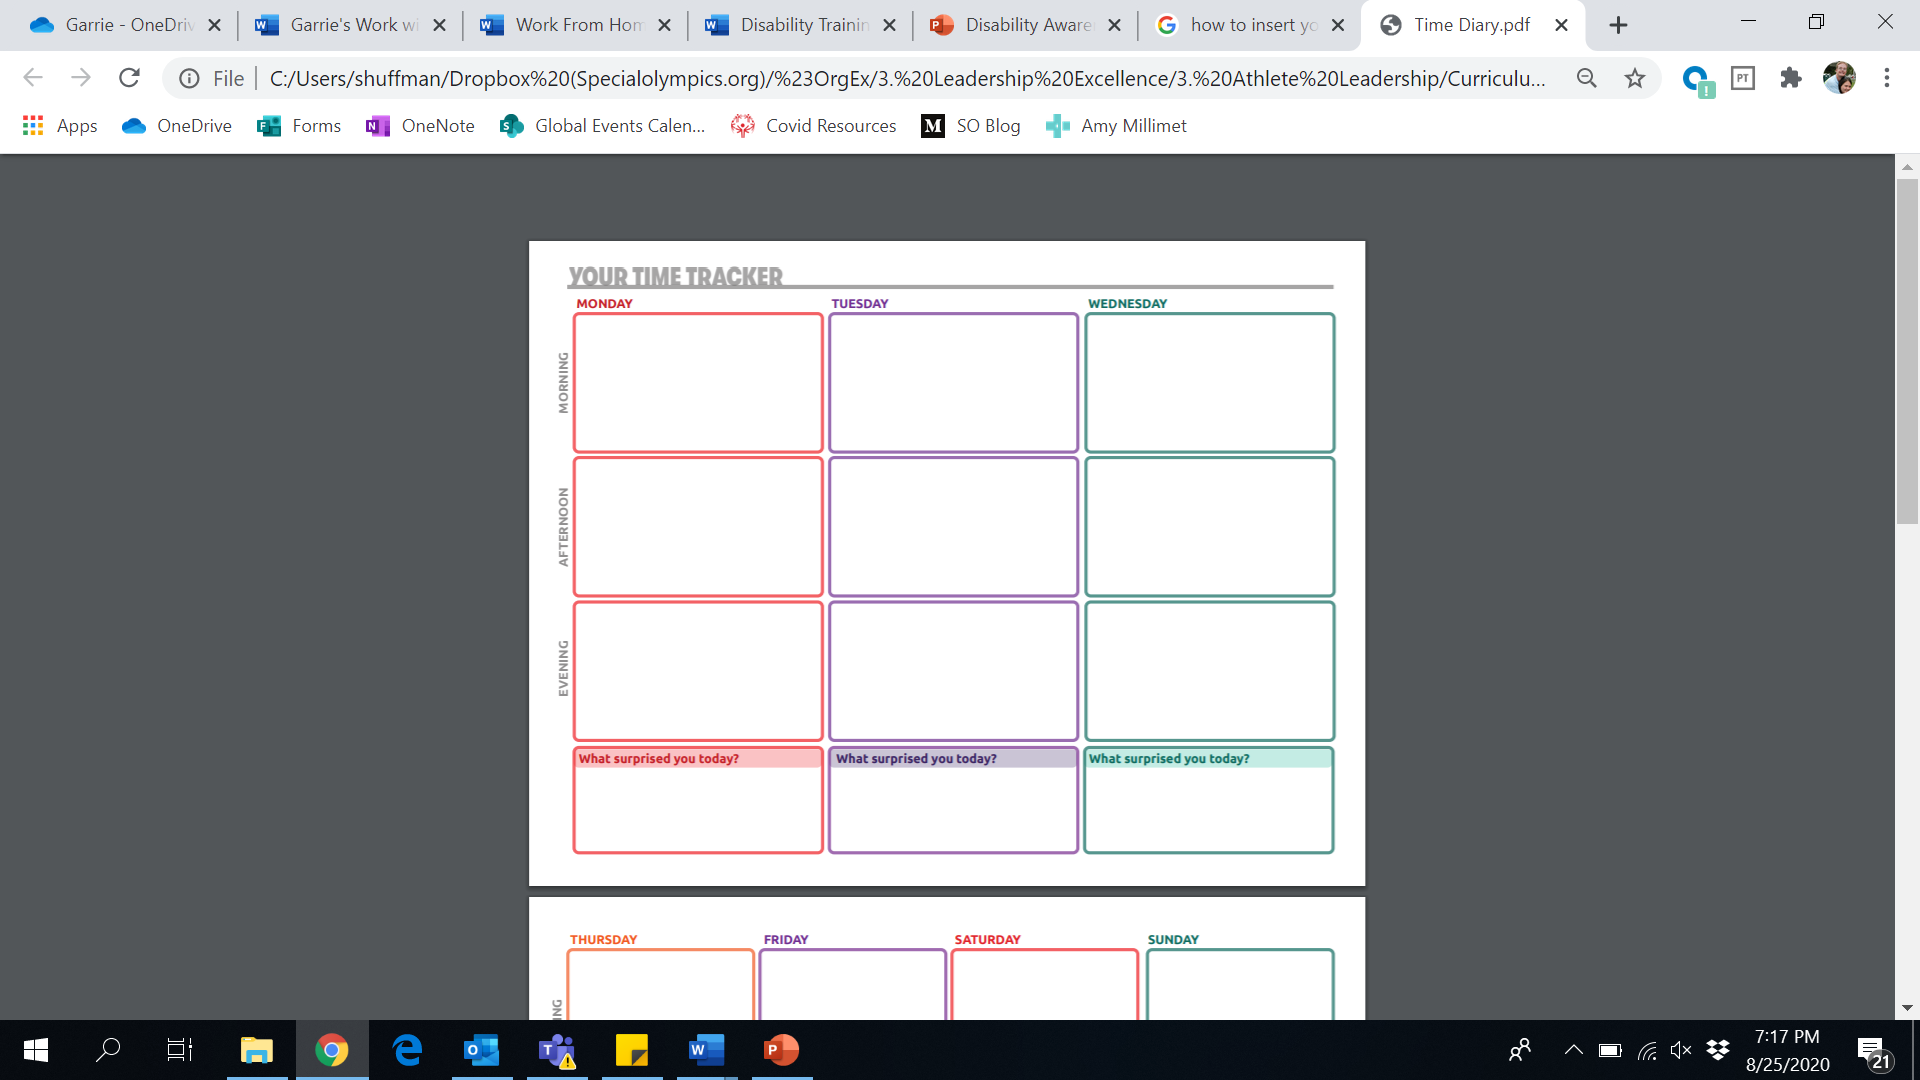 Garrie - OneDriv
Garrie's Work wi
Work From Hom
Disability Trainin
Disability Aware
how to insert yo
Time Diary.pdf
File
C:/Users/shuffman/Dropbox%20(Specialolympics.org)/%23OrgEx/3.%20Leadership%20Excellence/3.%20Athlete%20Leadership/Curriculu...
PT
Apps
OneDrive
Forms
OneNote
Global Events Calen...
Covid Resources
M
SO Blog
Amy Millimet
YOUR TIME TRACKER
MONDAY
TUESDAY
WEDNESDAY
MORNING
AFTERNOON
EVENING
What surprised you today?
What surprised you today?
What surprised you today?
THURSDAY
FRIDAY
SATURDAY
SUNDAY
ING
7:17 PM
8/25/2020
21